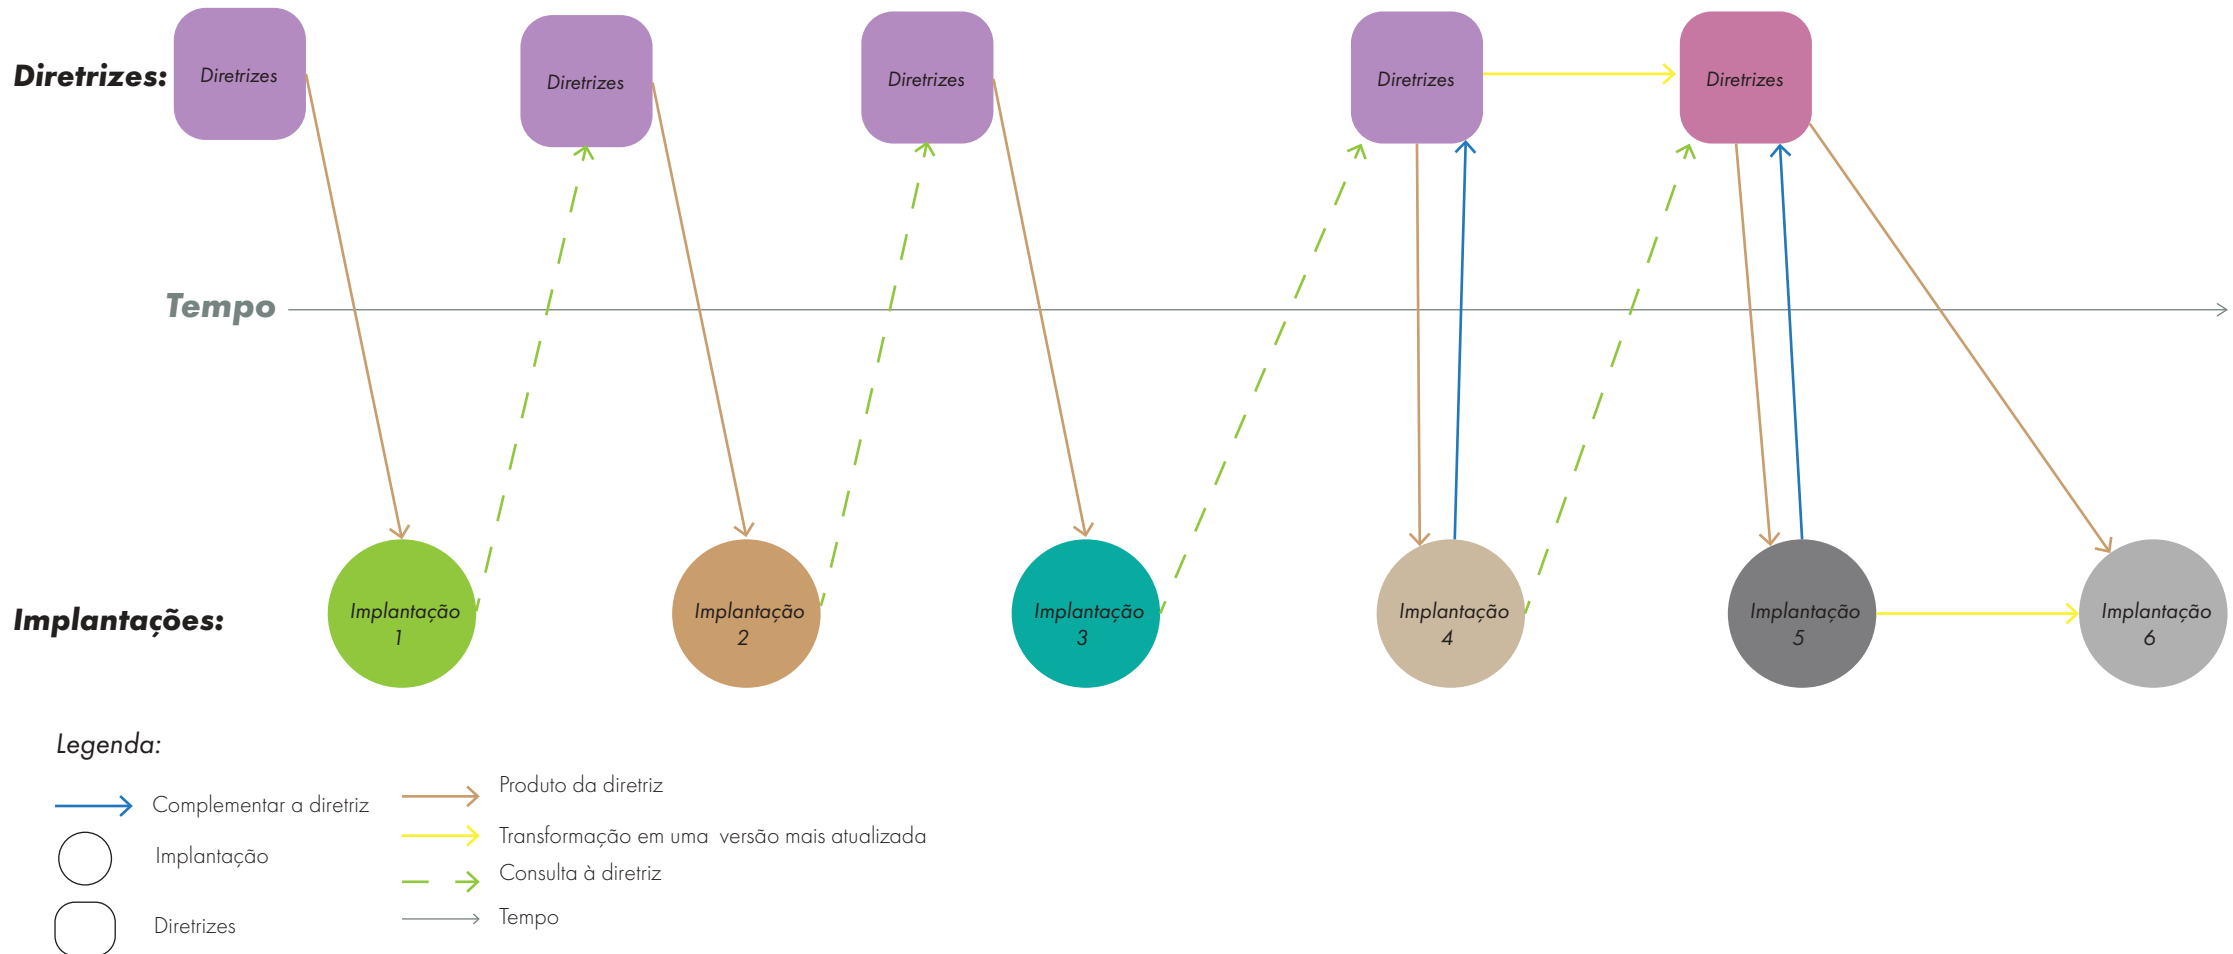 Diretrizes:
Diretrizes
Diretrizes
Diretrizes
Diretrizes
Diretrizes
Tempo
Implantações:
Implantação
1
Implantação
2
Implantação
3
Implantação
4
Implantação
5
Implantação
6
Legenda:
Complementar a diretriz
Implantação
Diretrizes
Produto da diretriz
Transformação em uma versão mais atualizada
Consulta à diretriz
Tempo